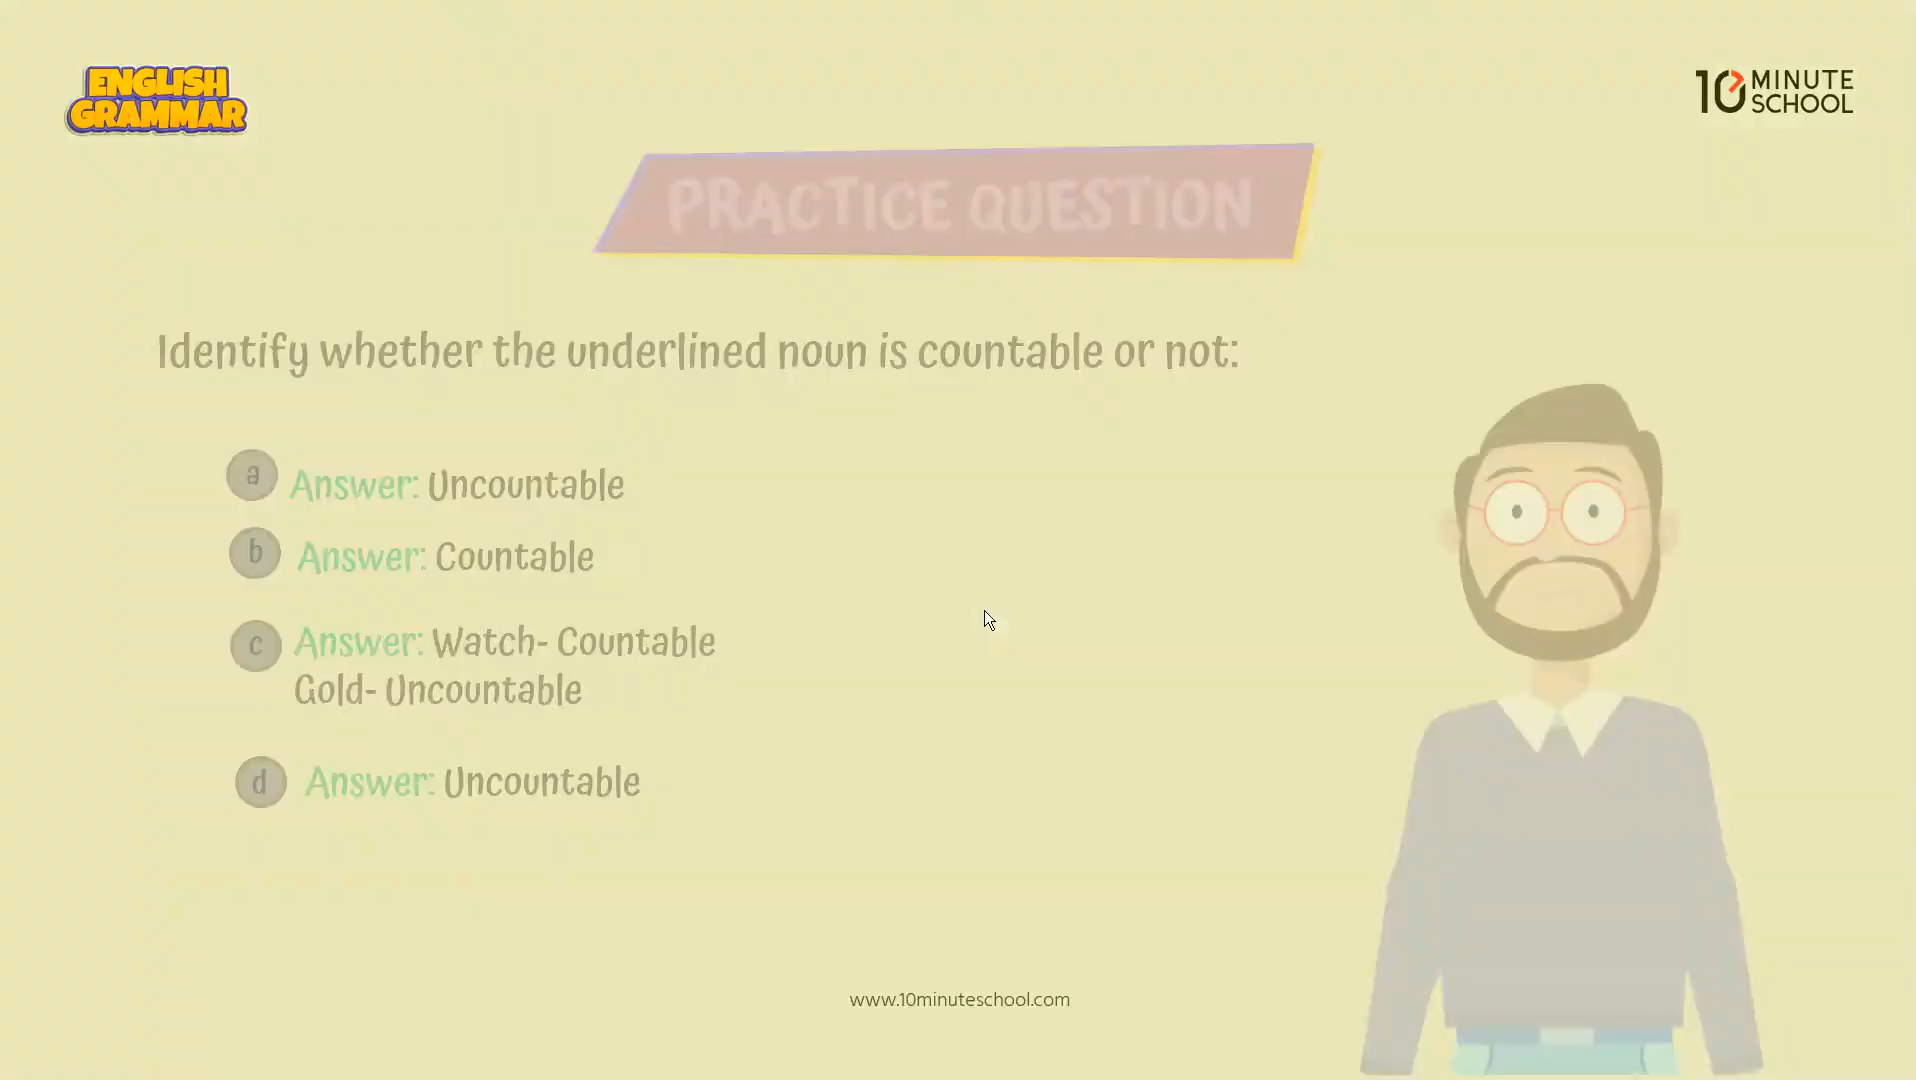 ENGLISH
GRAMMAR
10 MINUTE
SCHOOL
PRACTICE QUESTION
Identify whether the underlined noun is countable or not:
a Answer: Uncountable
b Answer: Countable
c Answer: Watch- Countable
Gold- Uncountable
d Answer: Uncountable
www.10minuteschool.com